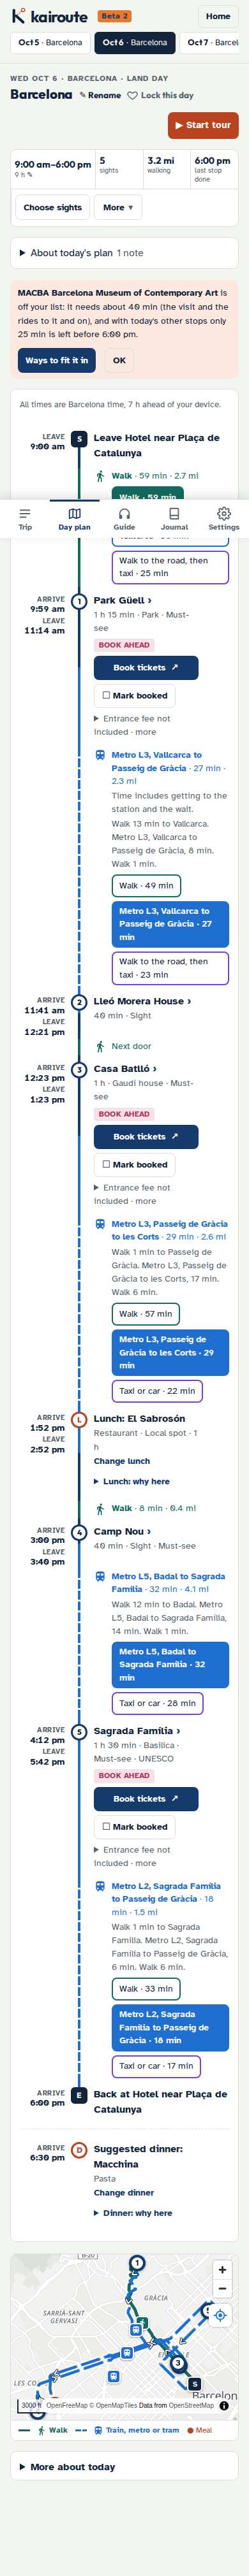 kairoute Beta 2 Home
Oct 5 · Barcelona Oct 6 · Barcelona Oct 7 · Barcel
WED OCT 6 · BARCELONA · LAND DAY
Barcelona ✎ Rename Lock this day
▶ Start tour
9:00 am–6:00 pm
9 h ✎
5
sights
3.2 mi
walking
6:00 pm
last stop
done
Choose sights More ▾
▶ About today's plan 1 note
MACBA Barcelona Museum of Contemporary Art is
off your list: it needs about 40 min (the visit and the
rides to it and in), and with today's other stops only
25 min is left before 6:00 pm.
Ways to fit it in OK
All times are Barcelona time, 7 h ahead of your device.
LEAVE
9:00 am
S
Leave Hotel near Plaça de
Catalunya
Walk · 59 min · 2.7 mi
Walk · 59 min
Trip Day plan Guide Journal Settings
Walk to the road, then
taxi · 25 min
ARRIVE
9:59 am
LEAVE
11:14 am
1
Park Güell ›
1 h 15 min · Park · Must-
see
BOOK AHEAD
Book tickets ↗
☐ Mark booked
▶ Entrance fee not
included · more
Metro L3, Vallcarca to
Passeig de Gràcia · 27 min ·
2.3 mi
Time includes getting to the
station and the wait.
Walk 13 min to Vallcarca.
Metro L3, Vallcarca to
Passeig de Gràcia, 8 min.
Walk 1 min.
Walk · 49 min
Metro L3, Vallcarca to
Passeig de Gràcia · 27
min
Walk to the road, then
taxi · 23 min
ARRIVE
11:41 am
LEAVE
12:21 pm
2
Lleó Morera House ›
40 min · Sight
Next door
ARRIVE
12:23 pm
LEAVE
1:23 pm
3
Casa Batlló ›
1 h · Gaudí house · Must-
see
BOOK AHEAD
Book tickets ↗
☐ Mark booked
▶ Entrance fee not
included · more
Metro L3, Passeig de Gràcia
to les Corts · 29 min · 2.6 mi
Walk 1 min to Passeig de
Gràcia. Metro L3, Passeig de
Gràcia to les Corts, 17 min.
Walk 6 min.
Walk · 57 min
Metro L3, Passeig de
Gràcia to les Corts · 29
min
Taxi or car · 22 min
ARRIVE
1:52 pm
LEAVE
2:52 pm
L
Lunch: El Sabrosón
Restaurant · Local spot · 1
h
Change lunch
▶ Lunch: why here
Walk · 8 min · 0.4 mi
ARRIVE
3:00 pm
LEAVE
3:40 pm
4
Camp Nou ›
40 min · Sight · Must-see
Metro L5, Badal to Sagrada
Família · 32 min · 4.1 mi
Walk 12 min to Badal. Metro
L5, Badal to Sagrada Família,
14 min. Walk 1 min.
Metro L5, Badal to
Sagrada Família · 32
min
Taxi or car · 28 min
ARRIVE
4:12 pm
LEAVE
5:42 pm
5
Sagrada Família ›
1 h 30 min · Basilica ·
Must-see · UNESCO
BOOK AHEAD
Book tickets ↗
☐ Mark booked
▶ Entrance fee not
included · more
Metro L2, Sagrada Família
to Passeig de Gràcia · 18
min · 1.5 mi
Walk 1 min to Sagrada
Família. Metro L2, Sagrada
Família to Passeig de Gràcia,
6 min. Walk 6 min.
Walk · 33 min
Metro L2, Sagrada
Família to Passeig de
Gràcia · 18 min
Taxi or car · 17 min
ARRIVE
6:00 pm
E
Back at Hotel near Plaça de
Catalunya
ARRIVE
6:30 pm
D
Suggested dinner:
Macchina
Pasta
Change dinner
▶ Dinner: why here
B-20
1
+
−
GRÀCIA
SARRIÀ-SANT
GERVASI
3
LES CO
S
Barcelon
3000 ft OpenFreeMap © OpenMapTiles Data from OpenStreetMap
Walk Train, metro or tram Meal
▶ More about today